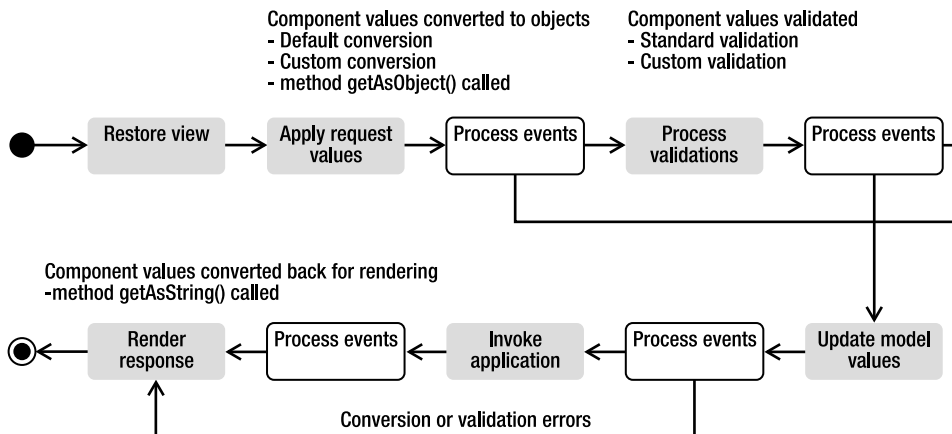 Component values converted to objects
- Default conversion
- Custom conversion
- method getAsObject() called
Component values validated
- Standard validation
- Custom validation
Restore view
Apply request
values
Process events
Process
validations
Process events
Component values converted back for rendering
-method getAsString() called
Render
response
Process events
Invoke
application
Process events
Update model
values
Conversion or validation errors